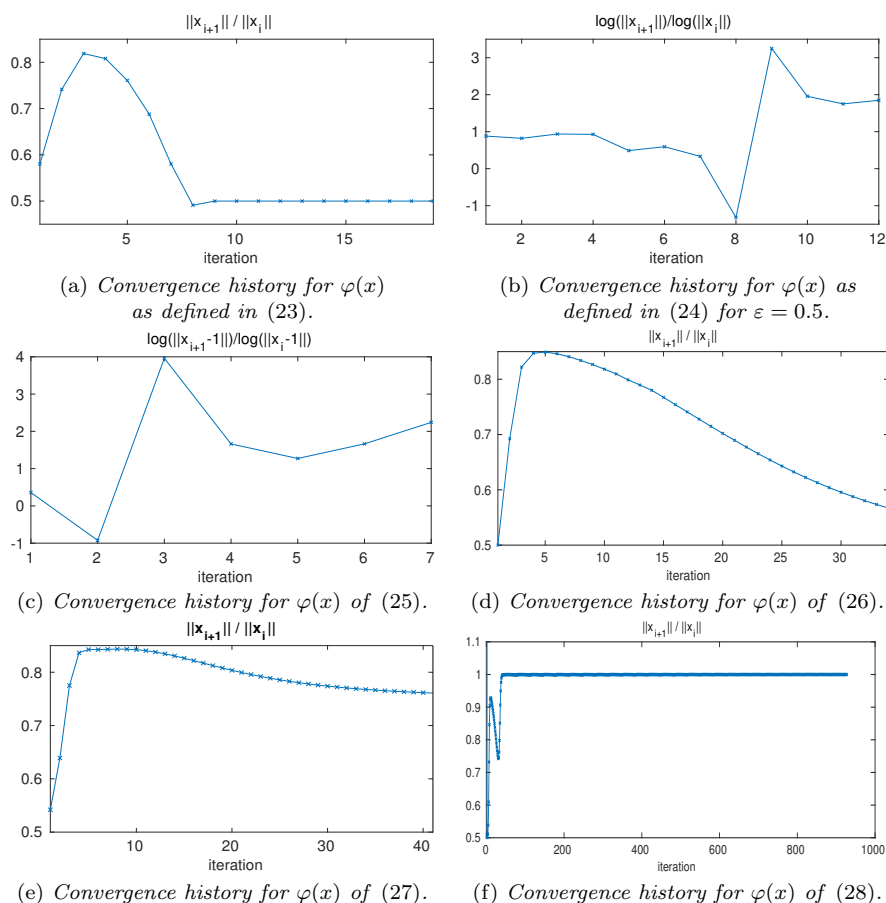 ||x_{i+1}|| / ||x_i||
0.8
0.7
0.6
0.5
5 10 15
iteration
(a) Convergence history for φ(x)
as defined in (23).
log(||x_{i+1}||)/log(||x_i||)
3
2
1
0
-1
2 4 6 8 10 12
iteration
(b) Convergence history for φ(x) as
defined in (24) for ε = 0.5.
log(||x_{i+1}-1||)/log(||x_i-1||)
4
3
2
1
0
-1
1 2 3 4 5 6 7
iteration
(c) Convergence history for φ(x) of (25).
||x_{i+1}|| / ||x_i||
0.8
0.7
0.6
0.5
5 10 15 20 25 30
iteration
(d) Convergence history for φ(x) of (26).
||x_{i+1}|| / ||x_i||
0.8
0.7
0.6
0.5
10 20 30 40
iteration
(e) Convergence history for φ(x) of (27).
||x_{i+1}|| / ||x_i||
1.1
1
0.9
0.8
0.7
0.6
0.5
0 200 400 600 800 1000
iteration
(f) Convergence history for φ(x) of (28).